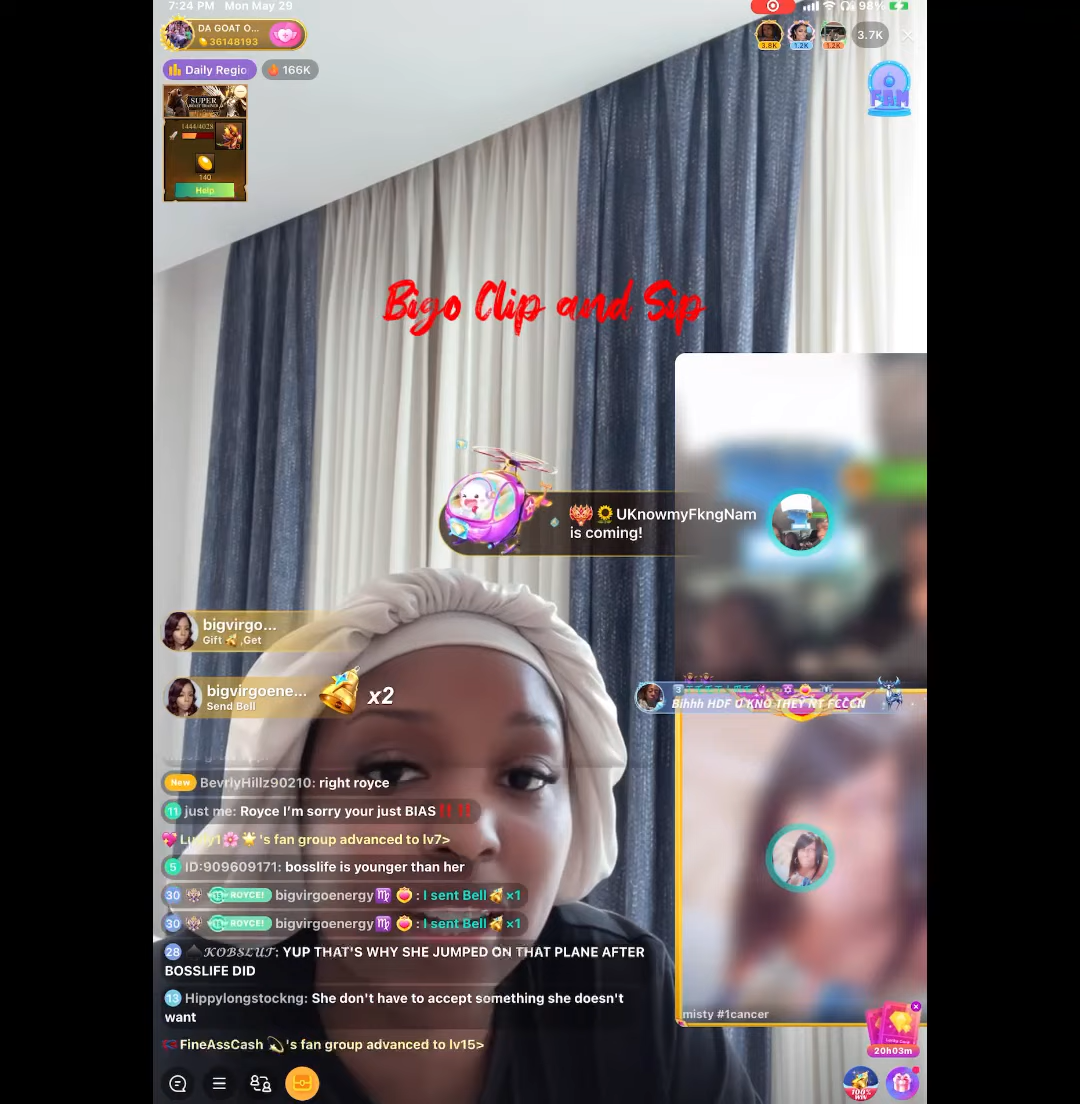 7:24 PM Mon May 29
98%
DA GOAT O...
36148193
3.8K
1.2K
1.2K
3.7K
Daily Regio
166K
FAN
SUPER
1444/4028
140
Help
Bigo Clip and Sip
UKnowmyFkngNam
is coming!
bigvirgo...
Gift ,Get
bigvirgoene...
Send Bell
x2
3
Bihhh HDF U KNO THEY NT FCCCN
New BevrlyHillz90210: right royce
11 just me: Royce I'm sorry your just BIAS‼️‼️
's fan group advanced to lv7>
5 ID:909609171: bosslife is younger than her
30 ROYCE! bigvirgoenergy♍ : I sent Bell ×1
30 ROYCE! bigvirgoenergy♍ : I sent Bell ×1
28 𝓚𝓞𝓑𝓢𝓛𝓤𝓣: YUP THAT'S WHY SHE JUMPED ON THAT PLANE AFTER
BOSSLIFE DID
13 Hippylongstockng: She don't have to accept something she doesn't
want
FineAssCash 's fan group advanced to lv15>
misty #1cancer
20h03m
100%
WIN